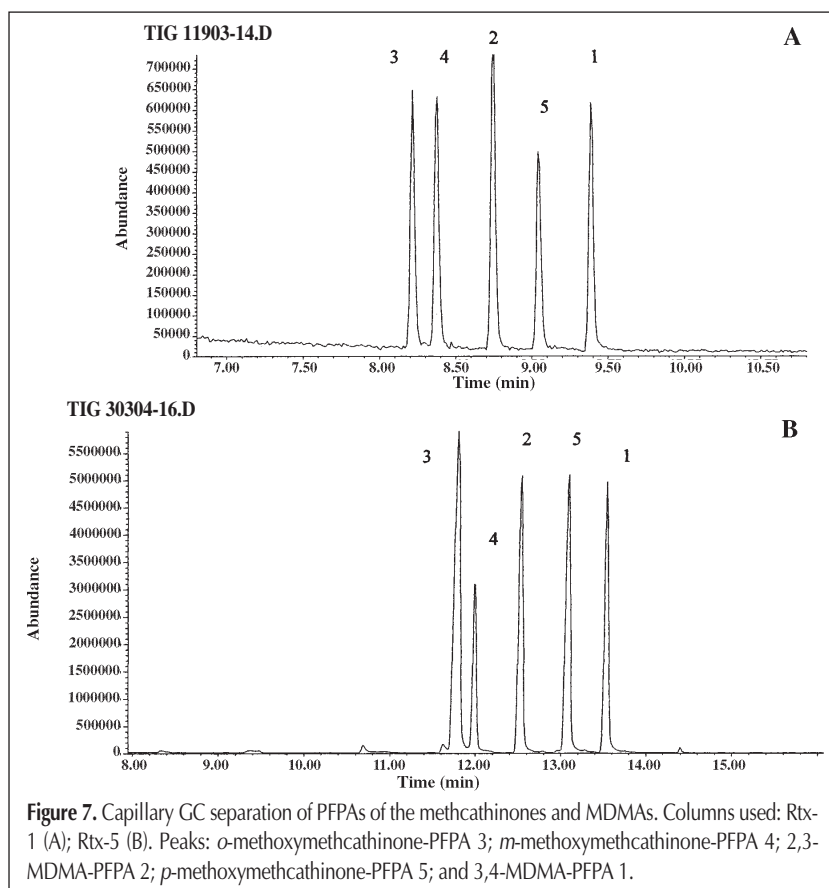 TIG 11903-14.D
A
3 4 2 5 1
Abundance
700000
650000
600000
550000
500000
450000
400000
350000
300000
250000
200000
150000
100000
50000
0
7.00 7.50 8.00 8.50 9.00 9.50 10.00 10.50
Time (min)
TIG 30304-16.D
B
3 4 2 5 1
Abundance
5500000
5000000
4500000
4000000
3500000
3000000
2500000
2000000
1500000
1000000
500000
0
8.00 9.00 10.00 11.00 12.00 13.00 14.00 15.00
Time (min)
Figure 7. Capillary GC separation of PFPAs of the methcathinones and MDMAs. Columns used: Rtx-
1 (A); Rtx-5 (B). Peaks: o-methoxymethcathinone-PFPA 3; m-methoxymethcathinone-PFPA 4; 2,3-
MDMA-PFPA 2; p-methoxymethcathinone-PFPA 5; and 3,4-MDMA-PFPA 1.